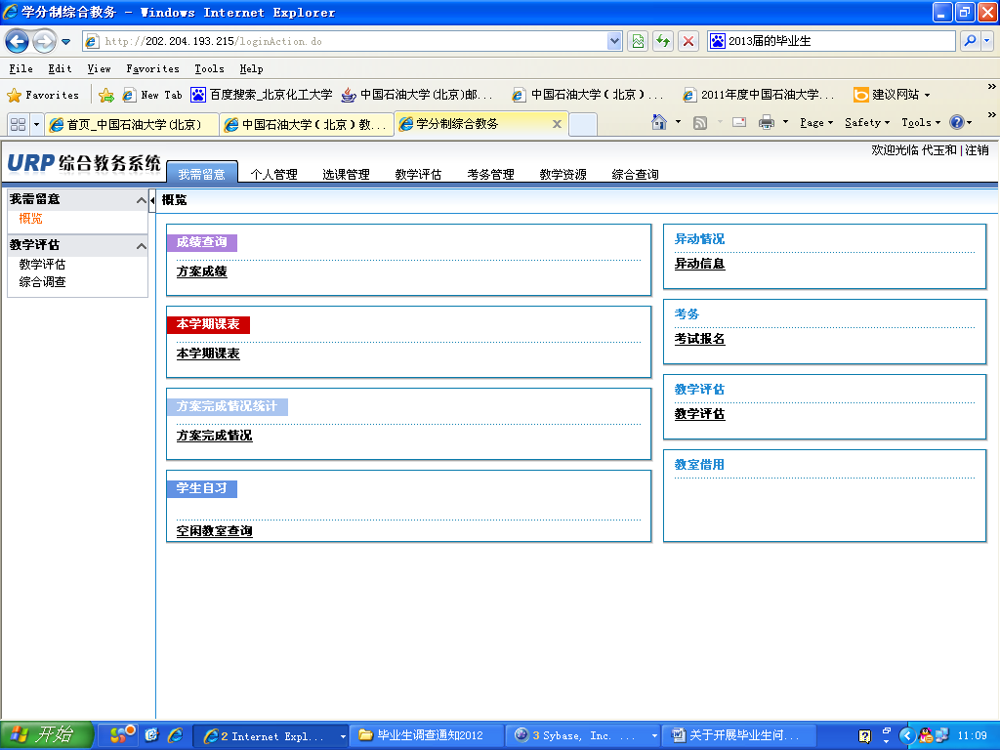 学分制综合教务 - Windows Internet Explorer
http://202.204.193.215/loginAction.do
2013届的毕业生
File Edit View Favorites Tools Help
Favorites New Tab 百度搜索_北京化工大学 中国石油大学(北京)邮... 中国石油大学（北京）... 2011年度中国石油大学... 建议网站
首页_中国石油大学(北京) 中国石油大学（北京）教... 学分制综合教务 Page Safety Tools
欢迎光临 代玉和 | 注销
URP 综合教务系统 我需留意 个人管理 选课管理 教学评估 考务管理 教学资源 综合查询
我需留意
概览
教学评估
教学评估
综合调查
概览
成绩查询
方案成绩
本学期课表
本学期课表
方案完成情况统计
方案完成情况
学生自习
空闲教室查询
异动情况
异动信息
考务
考试报名
教学评估
教学评估
教室借用
开始 2 Internet Expl... 毕业生调查通知2012 3 Sybase, Inc. ... 关于开展毕业生问... 11:09